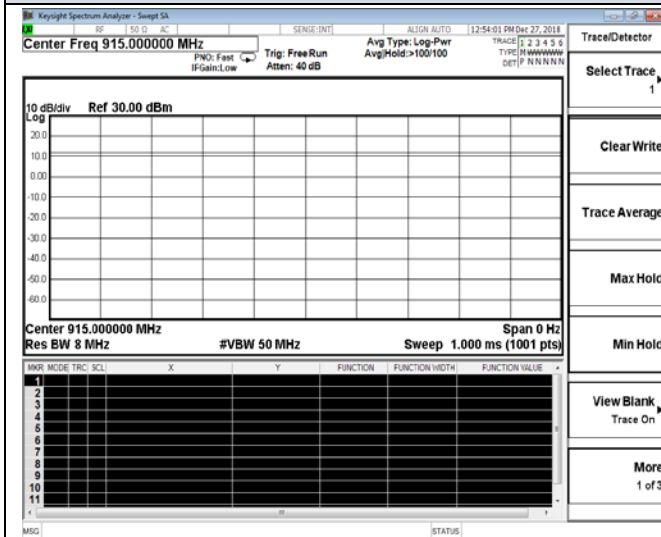 Keysight Spectrum Analyzer - Swept SA
RF 50 Ω AC SENSE:INT ALIGN AUTO 12:54:01 PM Dec 27, 2018
Center Freq 915.000000 MHz
PNO: Fast
IFGain:Low
Trig: Free Run
Atten: 40 dB
Avg Type: Log-Pwr
Avg|Hold:>100/100
TRACE 1 2 3 4 5 6
TYPE M WWWWW
DET P N N N N N
Trace/Detector
Select Trace
1
Clear Write
Trace Average
Max Hold
Min Hold
View Blank
Trace On
More
1 of 3
10 dB/div Ref 30.00 dBm
Log
20.0
10.0
0.00
-10.0
-20.0
-30.0
-40.0
-50.0
-60.0
Center 915.000000 MHz Span 0 Hz
Res BW 8 MHz #VBW 50 MHz Sweep 1.000 ms (1001 pts)
MKR MODE TRC SCL X Y FUNCTION FUNCTION WIDTH FUNCTION VALUE
1
2
3
4
5
6
7
8
9
10
11
MSG STATUS